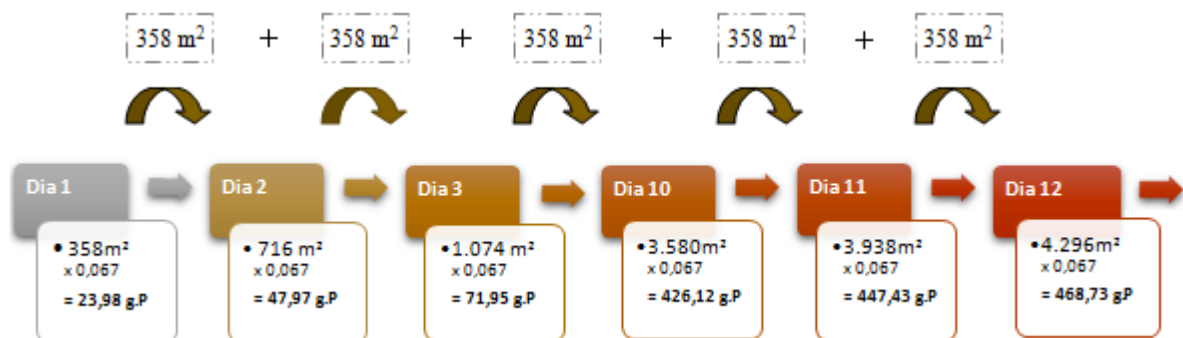 358 m² + 358 m² + 358 m² + 358 m² + 358 m²
Dia 1
• 358m²
x 0,067
= 23,98 g.P
Dia 2
• 716 m²
x 0,067
= 47,97 g.P
Dia 3
•1.074 m²
x 0,067
= 71,95 g.P
Dia 10
•3.580m²
x 0,067
= 426,12 g.P
Dia 11
•3.938m²
x 0,067
= 447,43 g.P
Dia 12
•4.296m²
x 0,067
= 468,73 g.P